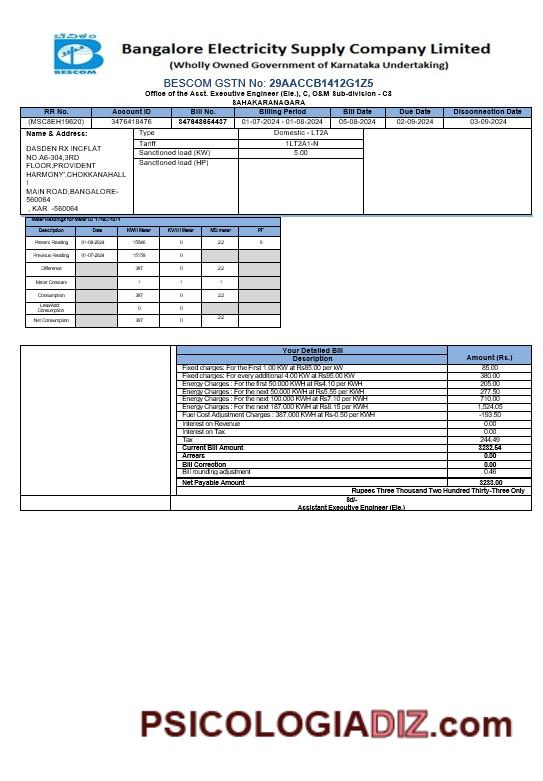 ಬೆವಿಕಂ
BESCOM
Bangalore Electricity Supply Company Limited
(Wholly Owned Government of Karnataka Undertaking)
BESCOM GSTN No: 29AACCB1412G1Z5
Office of the Asst. Executive Engineer (Ele.), C, O&M Sub-division - C8
SAHAKARANAGARA
RR No. Account ID Bill No. Billing Period Bill Date Due Date Disconnection Date
(MSC8EH19620) 3476418476 01-07-2024 - 01-08-2024 05-08-2024 02-09-2024 03-09-2024
Name & Address:
DASDEN RX INCFLAT
NO.A6-304,3RD
FLOOR,PROVIDENT
HARMONY',CHOKKANAHALL
I
MAIN ROAD,BANGALORE-
560064
, KAR -560064
Type Domestic - LT2A
Tariff 1LT2A1-N
Sanctioned load (KW) 5.00
Sanctioned load (HP)
Meter Readings for Meter ID
Description Date KWH Meter KVAH Meter MD meter PF
Present Reading 01-08-2024 15546 0 2.2 0
Previous Reading 01-07-2024 15159 0
Difference 387 0 2.2
Meter Constant 1 1 1
Consumption 387 0 2.2
Less/Add Consumption 0 0
Net Consumption 387 0 2.2
Your Detailed Bill
Description Amount (Rs.)
Fixed charges: For the First 1.00 KW at Rs85.00 per kW 85.00
Fixed charges: For every additional 4.00 KW at Rs95.00 KW 380.00
Energy Charges : For the first 50.000 KWH at Rs4.10 per KWH 205.00
Energy Charges : For the next 50.000 KWH at Rs5.55 per KWH 277.50
Energy Charges : For the next 100.000 KWH at Rs7.10 per KWH 710.00
Energy Charges : For the next 187.000 KWH at Rs8.15 per KWH 1,524.05
Fuel Cost Adjustment Charges : 387.000 KWH at Rs-0.50 per KWH -193.50
Interest on Revenue 0.00
Interest on Tax 0.00
Tax 244.49
Current Bill Amount 3232.54
Arrears 0.00
Bill Correction 0.00
Bill rounding adjustment 0.46
Net Payable Amount 3233.00
Rupees Three Thousand Two Hundred Thirty-Three Only
Sd/-
Assistant Executive Engineer (Ele.)
PSICOLOGIADIZ.com